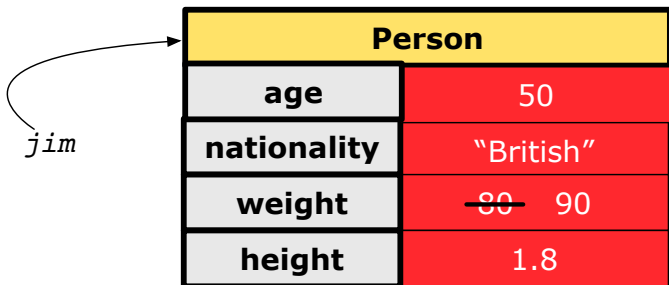 Person
age 50
jim
nationality “British”
weight 80 90
height 1.8